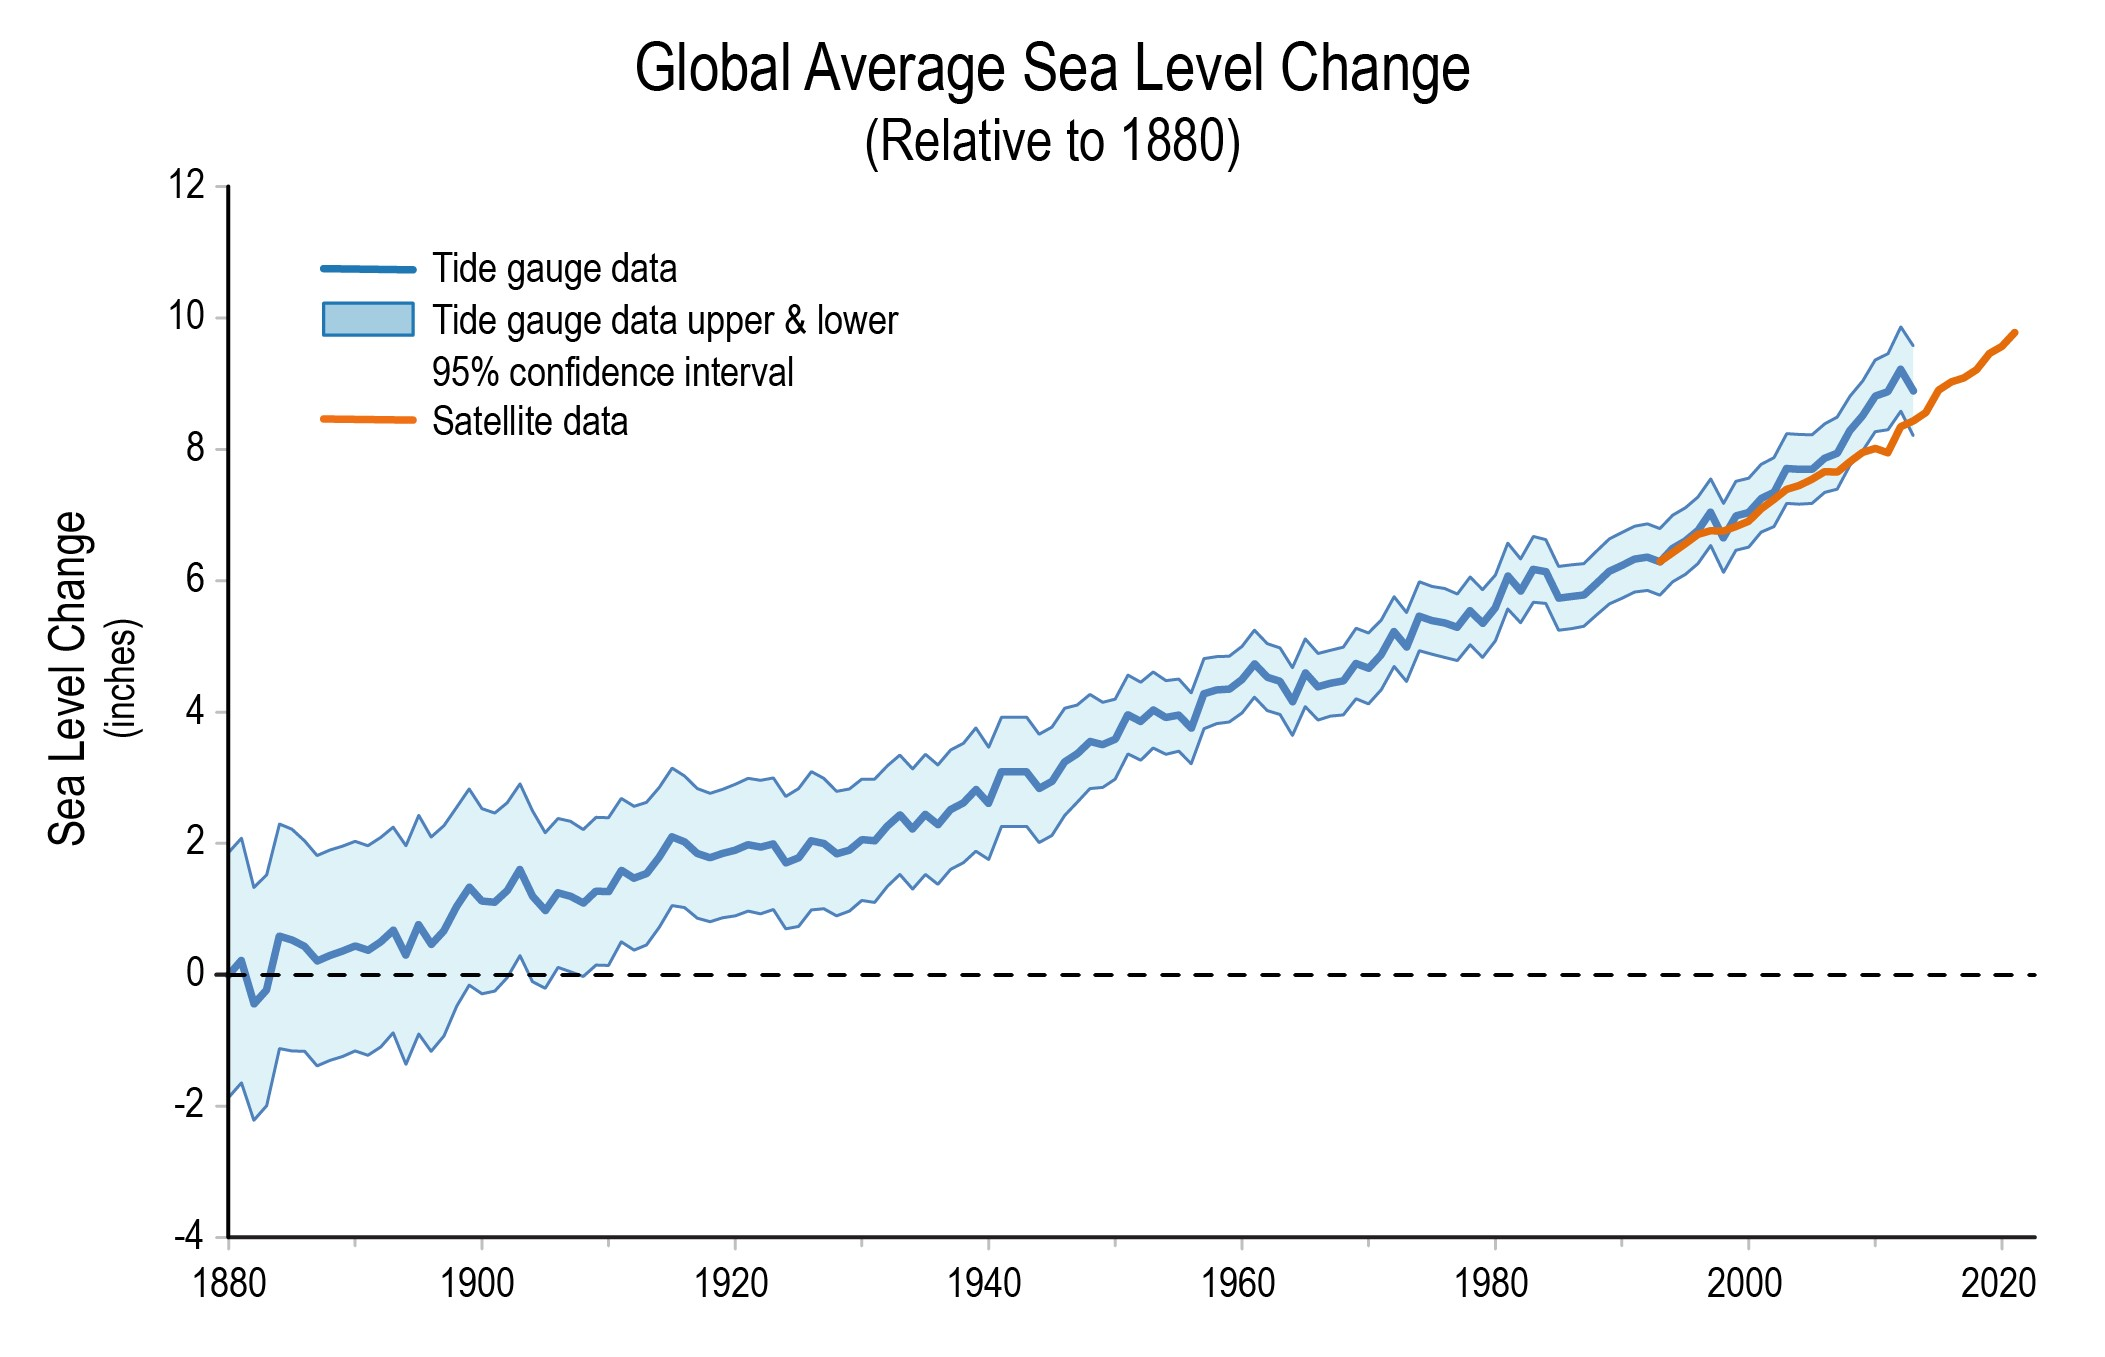 Global Average Sea Level Change
(Relative to 1880)
12
Tide gauge data
10
Tide gauge data upper & lower
95% confidence interval
Satellite data
8
6
4
2
0
-2
-4
Sea Level Change
(inches)
1880 1900 1920 1940 1960 1980 2000 2020